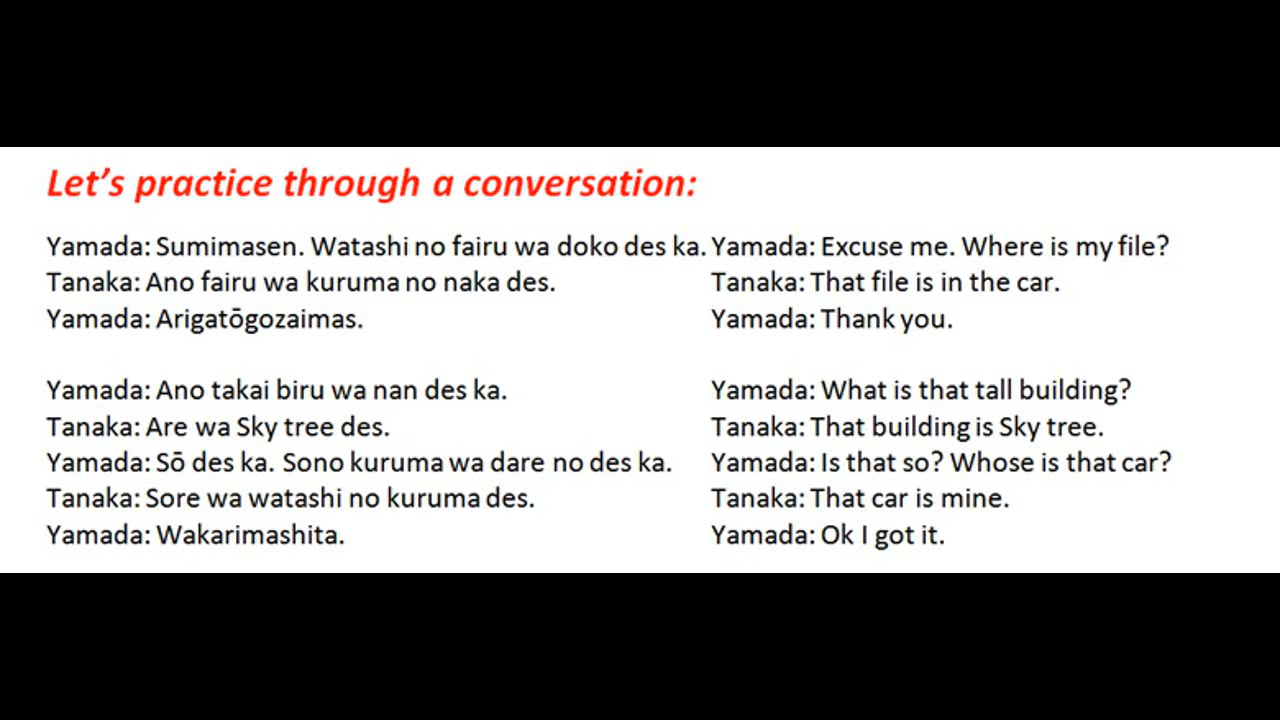 Let's practice through a conversation:
Yamada: Sumimasen. Watashi no fairu wa doko des ka. Yamada: Excuse me. Where is my file?
Tanaka: Ano fairu wa kuruma no naka des. Tanaka: That file is in the car.
Yamada: Arigatōgozaimas. Yamada: Thank you.
Yamada: Ano takai biru wa nan des ka. Yamada: What is that tall building?
Tanaka: Are wa Sky tree des. Tanaka: That building is Sky tree.
Yamada: Sō des ka. Sono kuruma wa dare no des ka. Yamada: Is that so? Whose is that car?
Tanaka: Sore wa watashi no kuruma des. Tanaka: That car is mine.
Yamada: Wakarimashita. Yamada: Ok I got it.